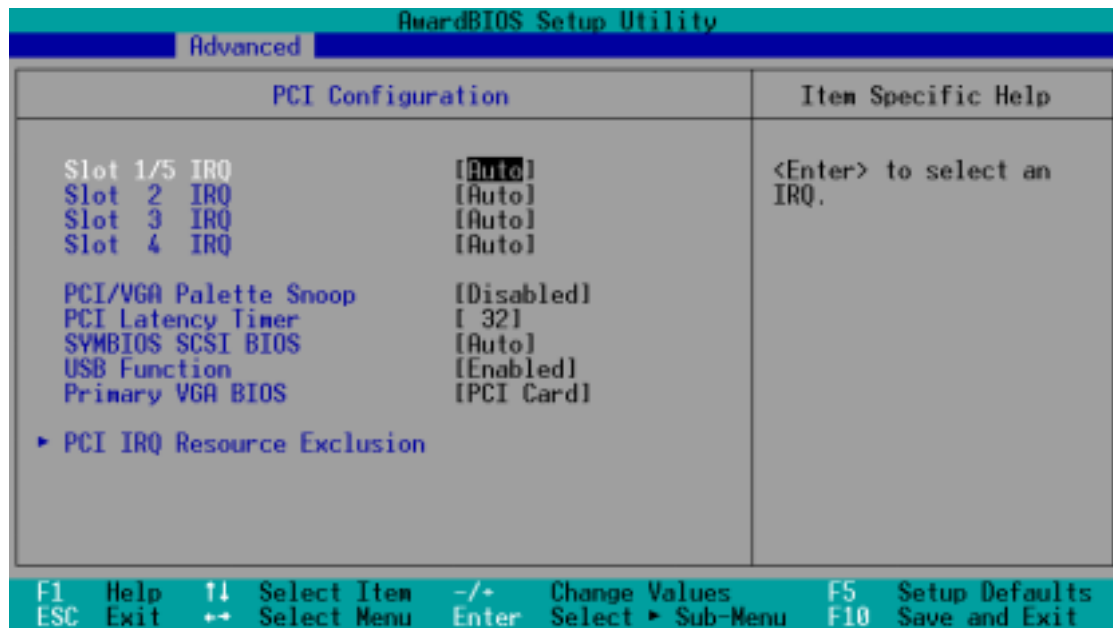 AwardBIOS Setup Utility
Advanced
PCI Configuration
Item Specific Help
Slot 1/5 IRQ [Auto]
Slot 2 IRQ [Auto]
Slot 3 IRQ [Auto]
Slot 4 IRQ [Auto]
PCI/VGA Palette Snoop [Disabled]
PCI Latency Timer [ 32]
SYMBIOS SCSI BIOS [Auto]
USB Function [Enabled]
Primary VGA BIOS [PCI Card]
▸ PCI IRQ Resource Exclusion
<Enter> to select an
IRQ.
F1 Help ↑↓ Select Item -/+ Change Values F5 Setup Defaults
ESC Exit ←→ Select Menu Enter Select ▸ Sub-Menu F10 Save and Exit